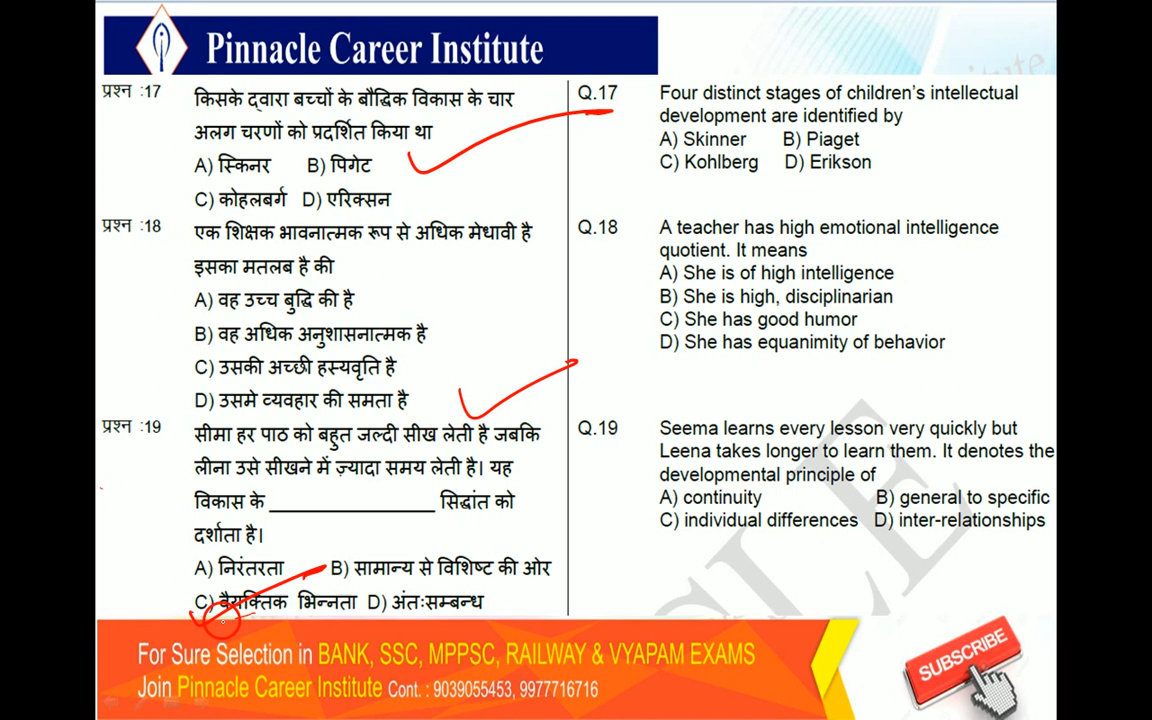 Pinnacle Career Institute
प्रश्न :17
किसके द्वारा बच्चों के बौद्धिक विकास के चार
अलग चरणों को प्रदर्शित किया था
A) स्किनर B) पिगेट
C) कोहलबर्ग D) एरिक्सन
प्रश्न :18
एक शिक्षक भावनात्मक रूप से अधिक मेधावी है
इसका मतलब है की
A) वह उच्च बुद्धि की है
B) वह अधिक अनुशासनात्मक है
C) उसकी अच्छी हस्यवृति है
D) उसमे व्यवहार की समता है
प्रश्न :19
सीमा हर पाठ को बहुत जल्दी सीख लेती है जबकि
लीना उसे सीखने में ज़्यादा समय लेती है। यह
विकास के _______________ सिद्धांत को
दर्शाता है।
A) निरंतरता B) सामान्य से विशिष्ट की ओर
C) वैयक्तिक भिन्नता D) अंतःसम्बन्ध
Q.17
Four distinct stages of children's intellectual
development are identified by
A) Skinner B) Piaget
C) Kohlberg D) Erikson
Q.18
A teacher has high emotional intelligence
quotient. It means
A) She is of high intelligence
B) She is high, disciplinarian
C) She has good humor
D) She has equanimity of behavior
Q.19
Seema learns every lesson very quickly but
Leena takes longer to learn them. It denotes the
developmental principle of
A) continuity B) general to specific
C) individual differences D) inter-relationships
For Sure Selection in BANK, SSC, MPPSC, RAILWAY & VYAPAM EXAMS
Join Pinnacle Career Institute Cont. : 9039055453, 9977716716
SUBSCRIBE